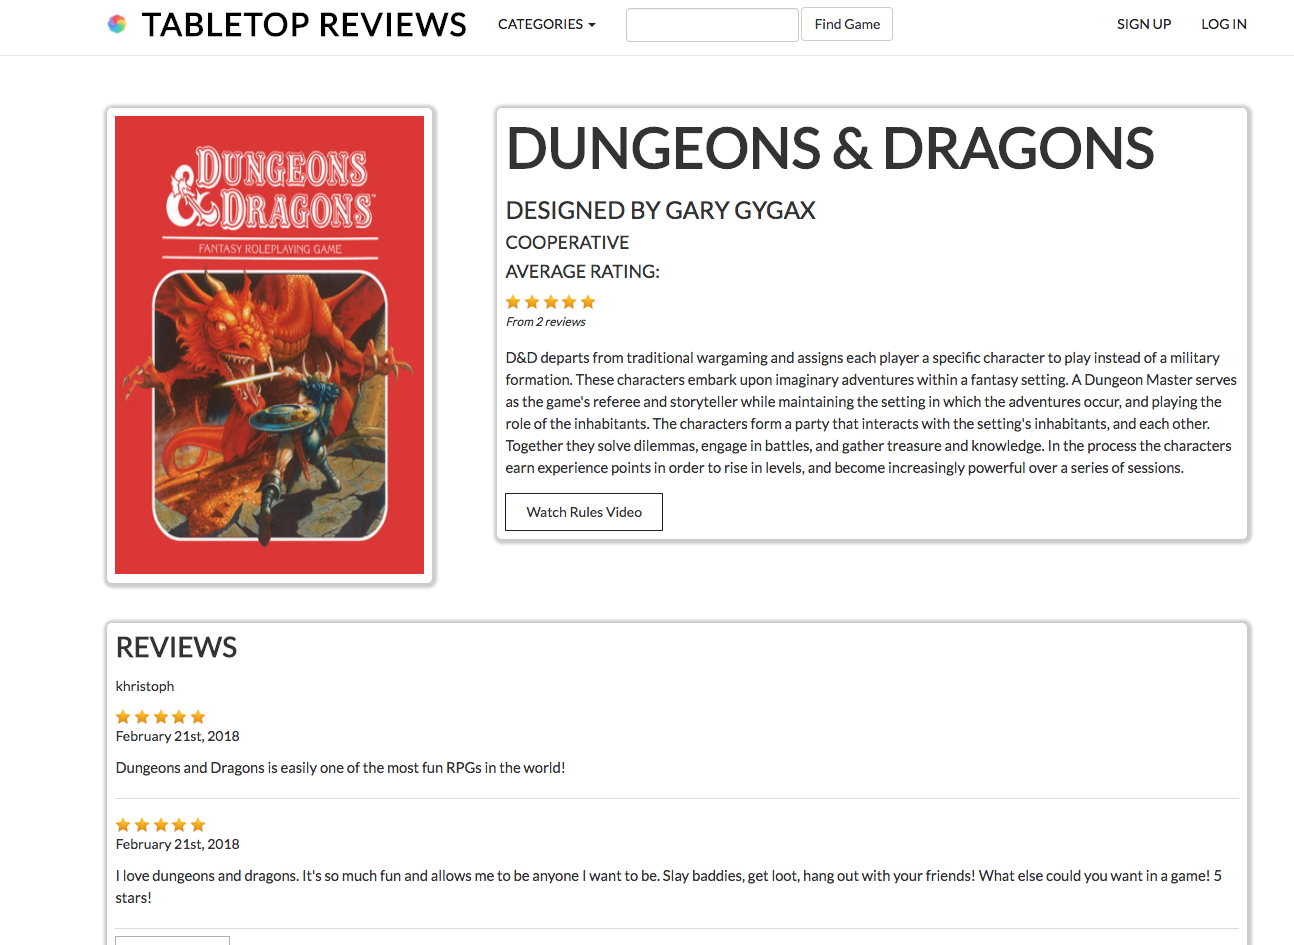 TABLETOP REVIEWS
CATEGORIES
Find Game
SIGN UP
LOG IN
DUNGEONS
& DRAGONS™
FANTASY ROLEPLAYING GAME
DUNGEONS & DRAGONS
DESIGNED BY GARY GYGAX
COOPERATIVE
AVERAGE RATING:
From 2 reviews
D&D departs from traditional wargaming and assigns each player a specific character to play instead of a military
formation. These characters embark upon imaginary adventures within a fantasy setting. A Dungeon Master serves
as the game's referee and storyteller while maintaining the setting in which the adventures occur, and playing the
role of the inhabitants. The characters form a party that interacts with the setting's inhabitants, and each other.
Together they solve dilemmas, engage in battles, and gather treasure and knowledge. In the process the characters
earn experience points in order to rise in levels, and become increasingly powerful over a series of sessions.
Watch Rules Video
REVIEWS
khristoph
February 21st, 2018
Dungeons and Dragons is easily one of the most fun RPGs in the world!
February 21st, 2018
I love dungeons and dragons. It's so much fun and allows me to be anyone I want to be. Slay baddies, get loot, hang out with your friends! What else could you want in a game! 5
stars!